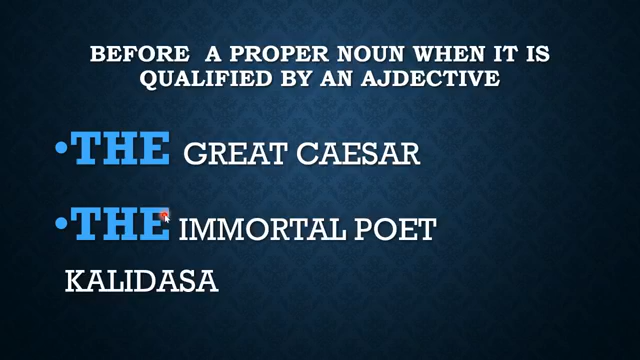 BEFORE A PROPER NOUN WHEN IT IS
QUALIFIED BY AN AJDECTIVE
•THE GREAT CAESAR
•THE IMMORTAL POET
KALIDASA